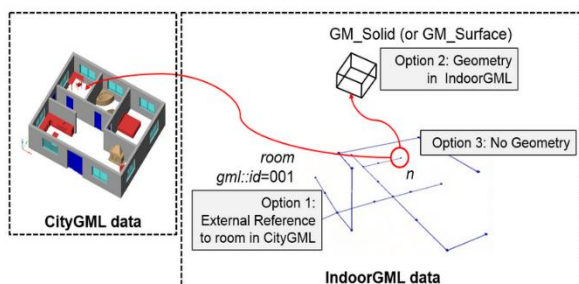 GM_Solid (or GM_Surface)
Option 2: Geometry
in IndoorGML
Option 3: No Geometry
n
room
gml::id=001
Option 1:
External Reference
to room in CityGML
CityGML data
IndoorGML data